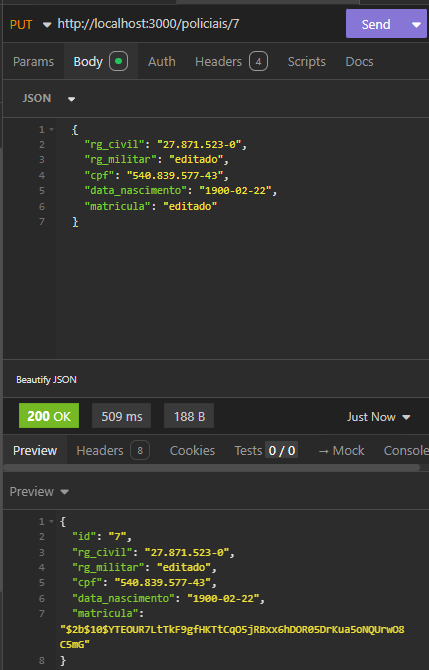 PUT http://localhost:3000/policiais/7 Send
Params Body Auth Headers 4 Scripts Docs
JSON
1 {
2 "rg_civil": "27.871.523-0",
3 "rg_militar": "editado",
4 "cpf": "540.839.577-43",
5 "data_nascimento": "1900-02-22",
6 "matricula": "editado"
7 }
Beautify JSON
200 OK 509 ms 188 B Just Now
Preview Headers 8 Cookies Tests 0 / 0 → Mock Console
Preview
1 {
2 "id": "7",
3 "rg_civil": "27.871.523-0",
4 "rg_militar": "editado",
5 "cpf": "540.839.577-43",
6 "data_nascimento": "1900-02-22",
7 "matricula":
"$2b$10$YTEOUR7LtTkF9gfHKTtCqO5jRBxx6hDOR05DrKua5oNQUrwO8
C5mG"
8 }